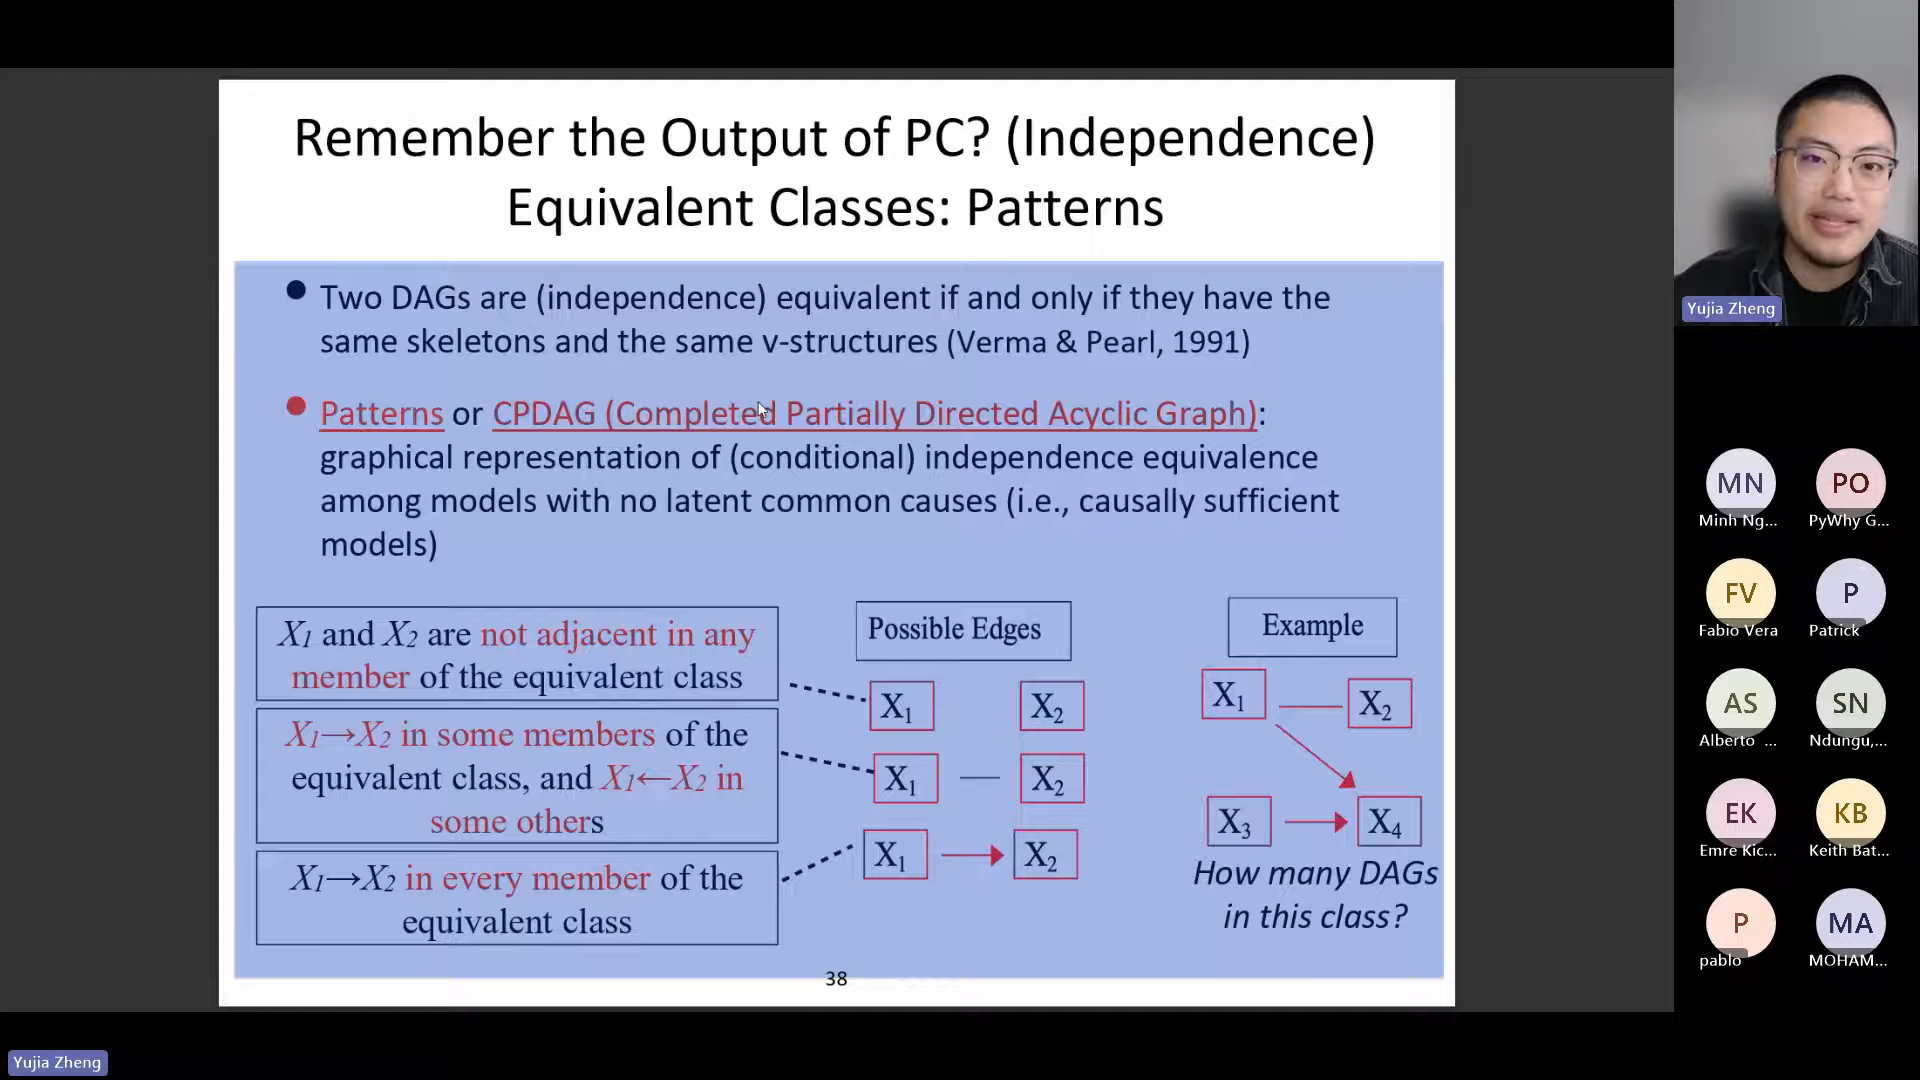 Remember the Output of PC? (Independence)
Equivalent Classes: Patterns
Two DAGs are (independence) equivalent if and only if they have the
same skeletons and the same v-structures (Verma & Pearl, 1991)
Patterns or CPDAG (Completed Partially Directed Acyclic Graph):
graphical representation of (conditional) independence equivalence
among models with no latent common causes (i.e., causally sufficient
models)
X₁ and X₂ are not adjacent in any
member of the equivalent class
X₁→X₂ in some members of the
equivalent class, and X₁←X₂ in
some others
X₁→X₂ in every member of the
equivalent class
Possible Edges
X₁ X₂
X₁ X₂
X₁ X₂
Example
X₁ X₂
X₃ X₄
How many DAGs
in this class?
38
Yujia Zheng
MN PO
Minh Ng... PyWhy G...
FV P
Fabio Vera Patrick
AS SN
Alberto ... Ndungu,...
EK KB
Emre Kic... Keith Bat...
P MA
pablo MOHAM...
Yujia Zheng